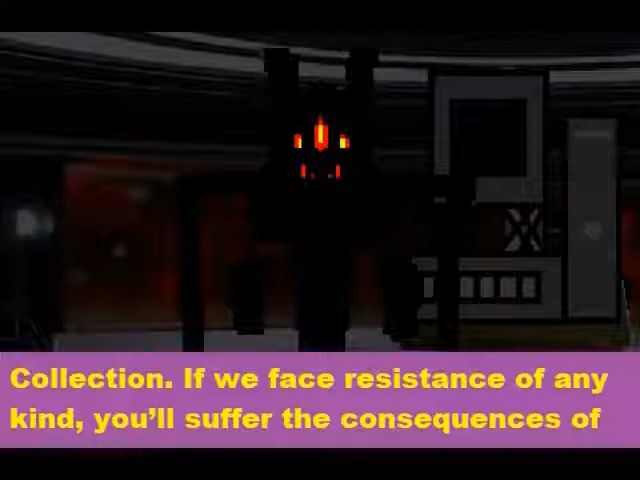 Collection. If we face resistance of any
kind, you’ll suffer the consequences of